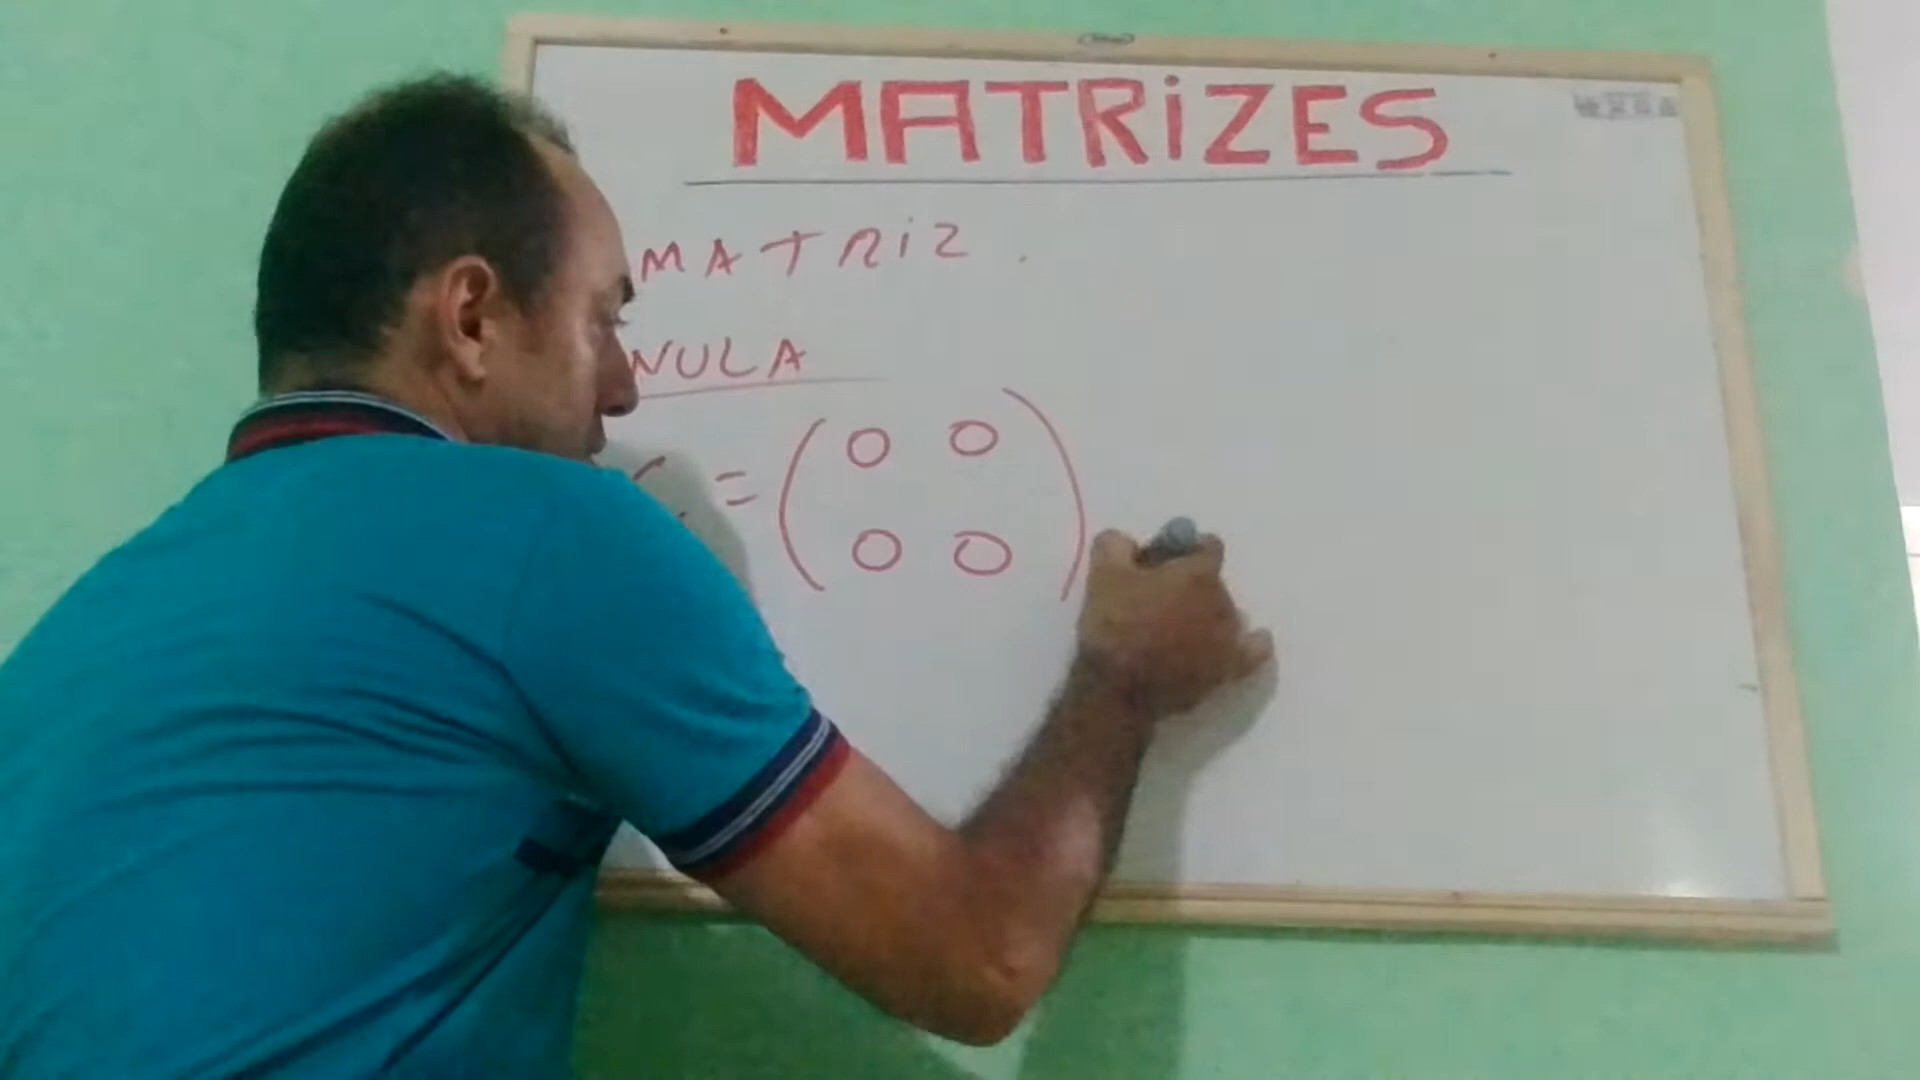 MATRiZES
MATRiZ.
NULA
= ( 0 0
0 0 )